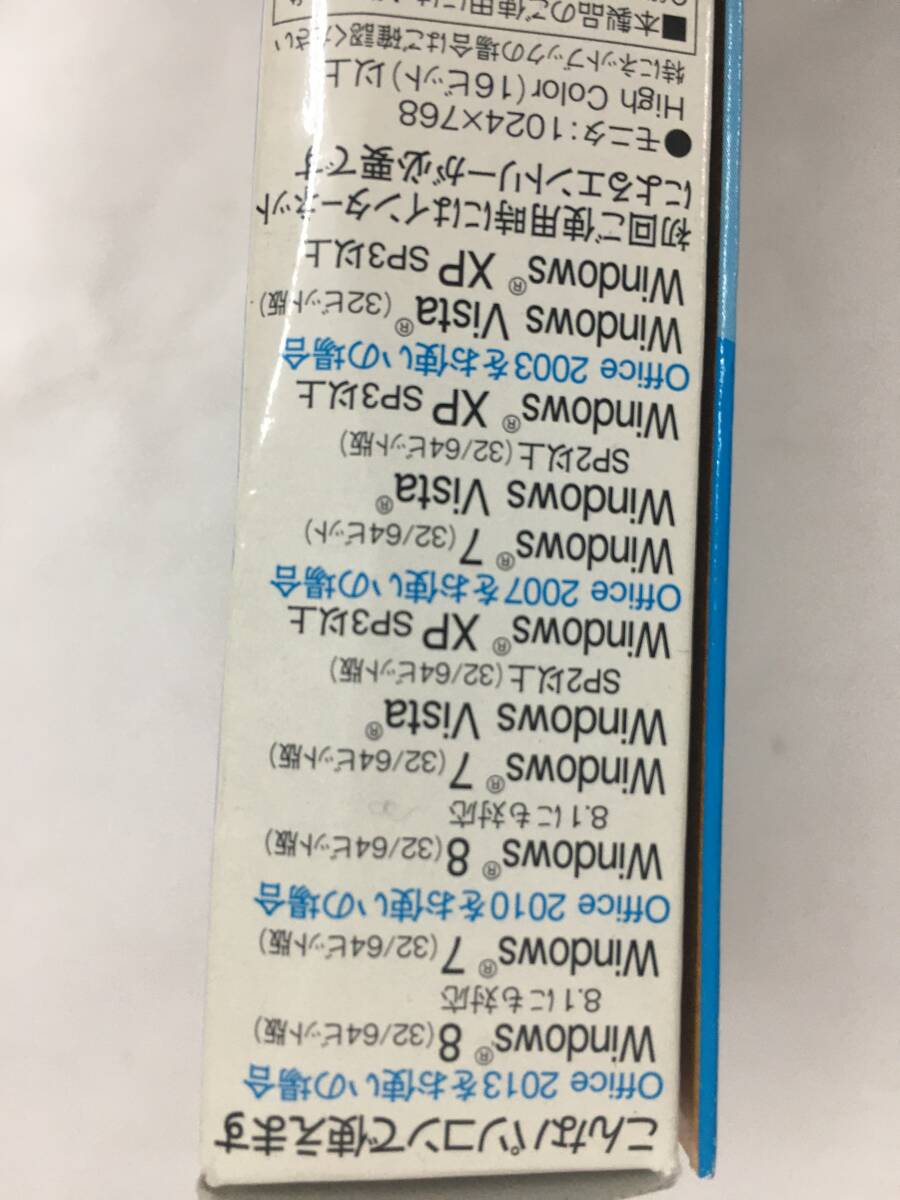 こんなパソコンで使えます
Office 2013をお使いの場合
Windows® 8 (32/64ビット版)
8.1にも対応
Windows® 7 (32/64ビット版)
Office 2010をお使いの場合
Windows® 8 (32/64ビット版)
8.1にも対応
Windows® 7 (32/64ビット版)
Windows Vista®
SP2以上 (32/64ビット版)
Windows® XP SP3以上
Office 2007をお使いの場合
Windows® 7 (32/64ビット)
Windows Vista®
SP2以上 (32/64ビット版)
Windows® XP SP3以上
Office 2003をお使いの場合
Windows Vista® (32ビット版)
Windows® XP SP3以上
初回ご使用時にはインターネット
によるエントリーが必要です
●モニタ:1024×768
High Color (16ビット) 以上
特にネットブックの場合はご確認ください
■本製品のご使用には